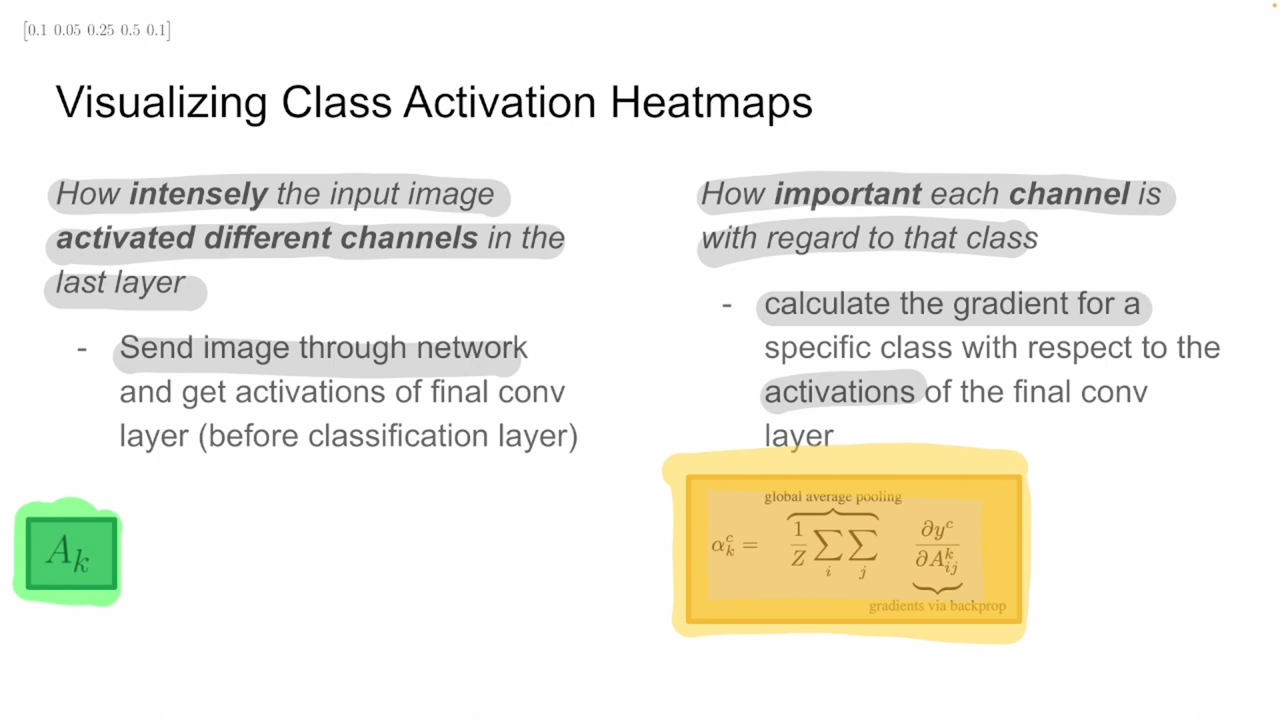 [0.1 0.05 0.25 0.5 0.1]
Visualizing Class Activation Heatmaps
How intensely the input image
activated different channels in the
last layer
- Send image through network
and get activations of final conv
layer (before classification layer)
A_k
How important each channel is
with regard to that class
- calculate the gradient for a
specific class with respect to the
activations of the final conv
layer
global average pooling
α_k^c = 1/Z ∑_i ∑_j ∂y^c/∂A_{ij}^k
gradients via backprop